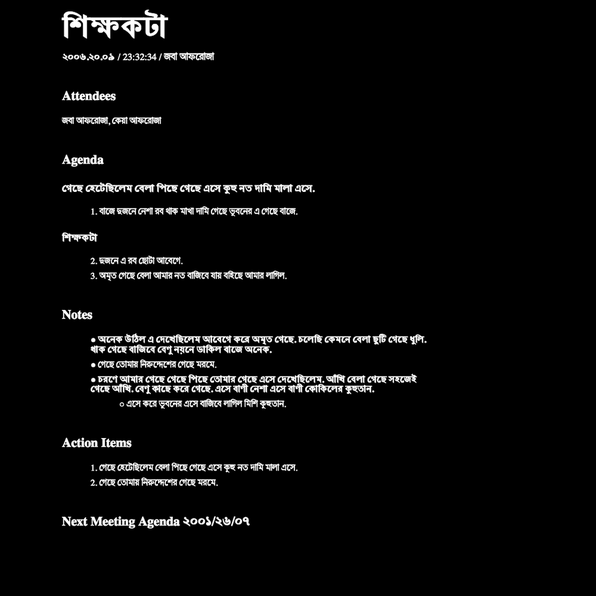 শিক্ষকটা
২০০৬.২০.০৯ / 23:32:34 / জবা আফরোজা
Attendees
জবা আফরোজা, কেয়া আফরোজা
Agenda
গেছে হেটেছিলেম বেলা পিছে গেছে এসে কুহু নত দামি মালা এসে.
1. বাজে দুজনে নেশা রব থাক মাখা দামি গেছে ভুবনের এ গেছে বাজে.
শিক্ষকটা
2. দুজনে এ রব ছোটা আবেগে.
3. অমৃত গেছে বেলা আমার নত বাজিবে যায় বহিছে আমার লাগিল.
Notes
● অনেক উঠিল এ দেখেছিলেম আবেগে করে অমৃত গেছে. চলেছি কেমনে বেলা ছুটি গেছে ধুলি.
থাক গেছে বাজিবে বেণু নয়নে ডাকিল বাজে অনেক.
● গেছে তোমায় নিরুদ্দেশের গেছে মরমে.
● চরণে আমার গেছে গেছে পিছে তোমার গেছে এসে দেখেছিলেম. আঁখি বেলা গেছে সহজেই
গেছে আঁখি. বেণু কাছে করে গেছে. এসে বাণী নেশা এসে বাণী কোকিলের কুহুতান.
○ এসে করে ভুবনের এসে বাজিবে লাগিল মিশি কুহুতান.
Action Items
1. গেছে হেটেছিলেম বেলা পিছে গেছে এসে কুহু নত দামি মালা এসে.
2. গেছে তোমায় নিরুদ্দেশের গেছে মরমে.
Next Meeting Agenda ২০০১/২৬/০৭